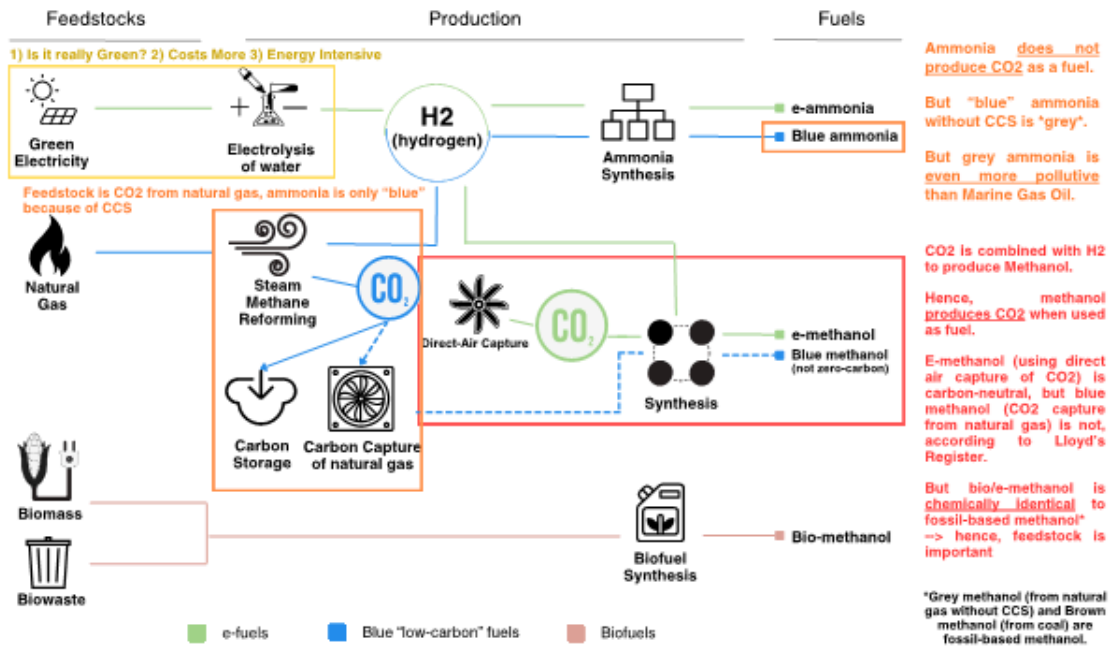 Feedstocks
Production
Fuels
1) Is it really Green? 2) Costs More 3) Energy Intensive
Green
Electricity
+
−
Electrolysis
of water
H2
(hydrogen)
Ammonia
Synthesis
e-ammonia
Blue ammonia
Ammonia does not
produce CO2 as a fuel.
But "blue" ammonia
without CCS is *grey*.
But grey ammonia is
even more pollutive
than Marine Gas Oil.
Feedstock is CO2 from natural gas, ammonia is only "blue"
because of CCS
Natural
Gas
Steam
Methane
Reforming
CO2
Carbon
Storage
Carbon Capture
of natural gas
Direct-Air Capture
CO2
Synthesis
e-methanol
Blue methanol
(not zero-carbon)
CO2 is combined with H2
to produce Methanol.
Hence, methanol
produces CO2 when used
as fuel.
E-methanol (using direct
air capture of CO2) is
carbon-neutral, but blue
methanol (CO2 capture
from natural gas) is not,
according to Lloyd's
Register.
But bio/e-methanol is
chemically identical to
fossil-based methanol*
--> hence, feedstock is
important
Biomass
Biowaste
Biofuel
Synthesis
Bio-methanol
*Grey methanol (from natural
gas without CCS) and Brown
methanol (from coal) are
fossil-based methanol.
e-fuels
Blue "low-carbon" fuels
Biofuels